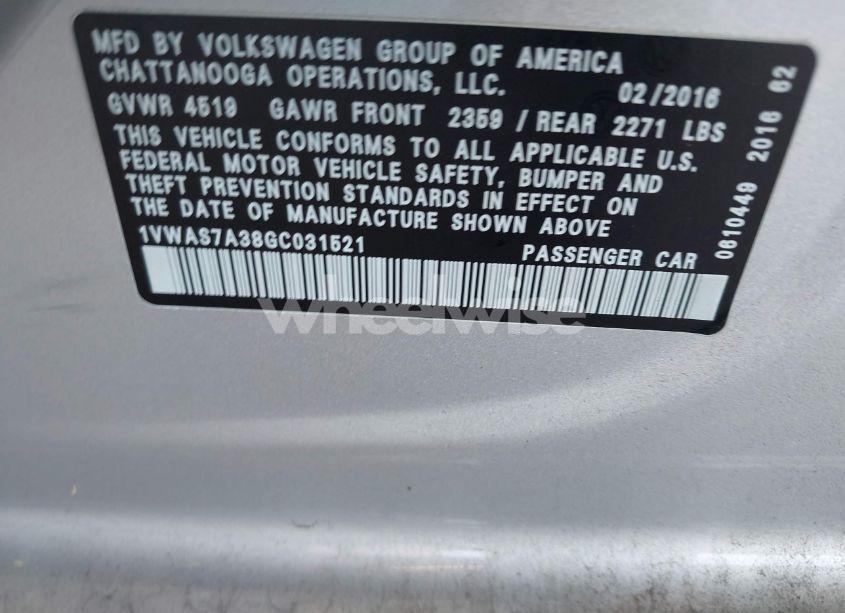 MFD BY VOLKSWAGEN GROUP OF AMERICA
CHATTANOOGA OPERATIONS, LLC. 02/2016
GVWR 4519 GAWR FRONT 2359 / REAR 2271 LBS
THIS VEHICLE CONFORMS TO ALL APPLICABLE U.S.
FEDERAL MOTOR VEHICLE SAFETY, BUMPER AND
THEFT PREVENTION STANDARDS IN EFFECT ON
THE DATE OF MANUFACTURE SHOWN ABOVE
1VWAS7A38GC031521 PASSENGER CAR
0610449 2016 62
wheelwise